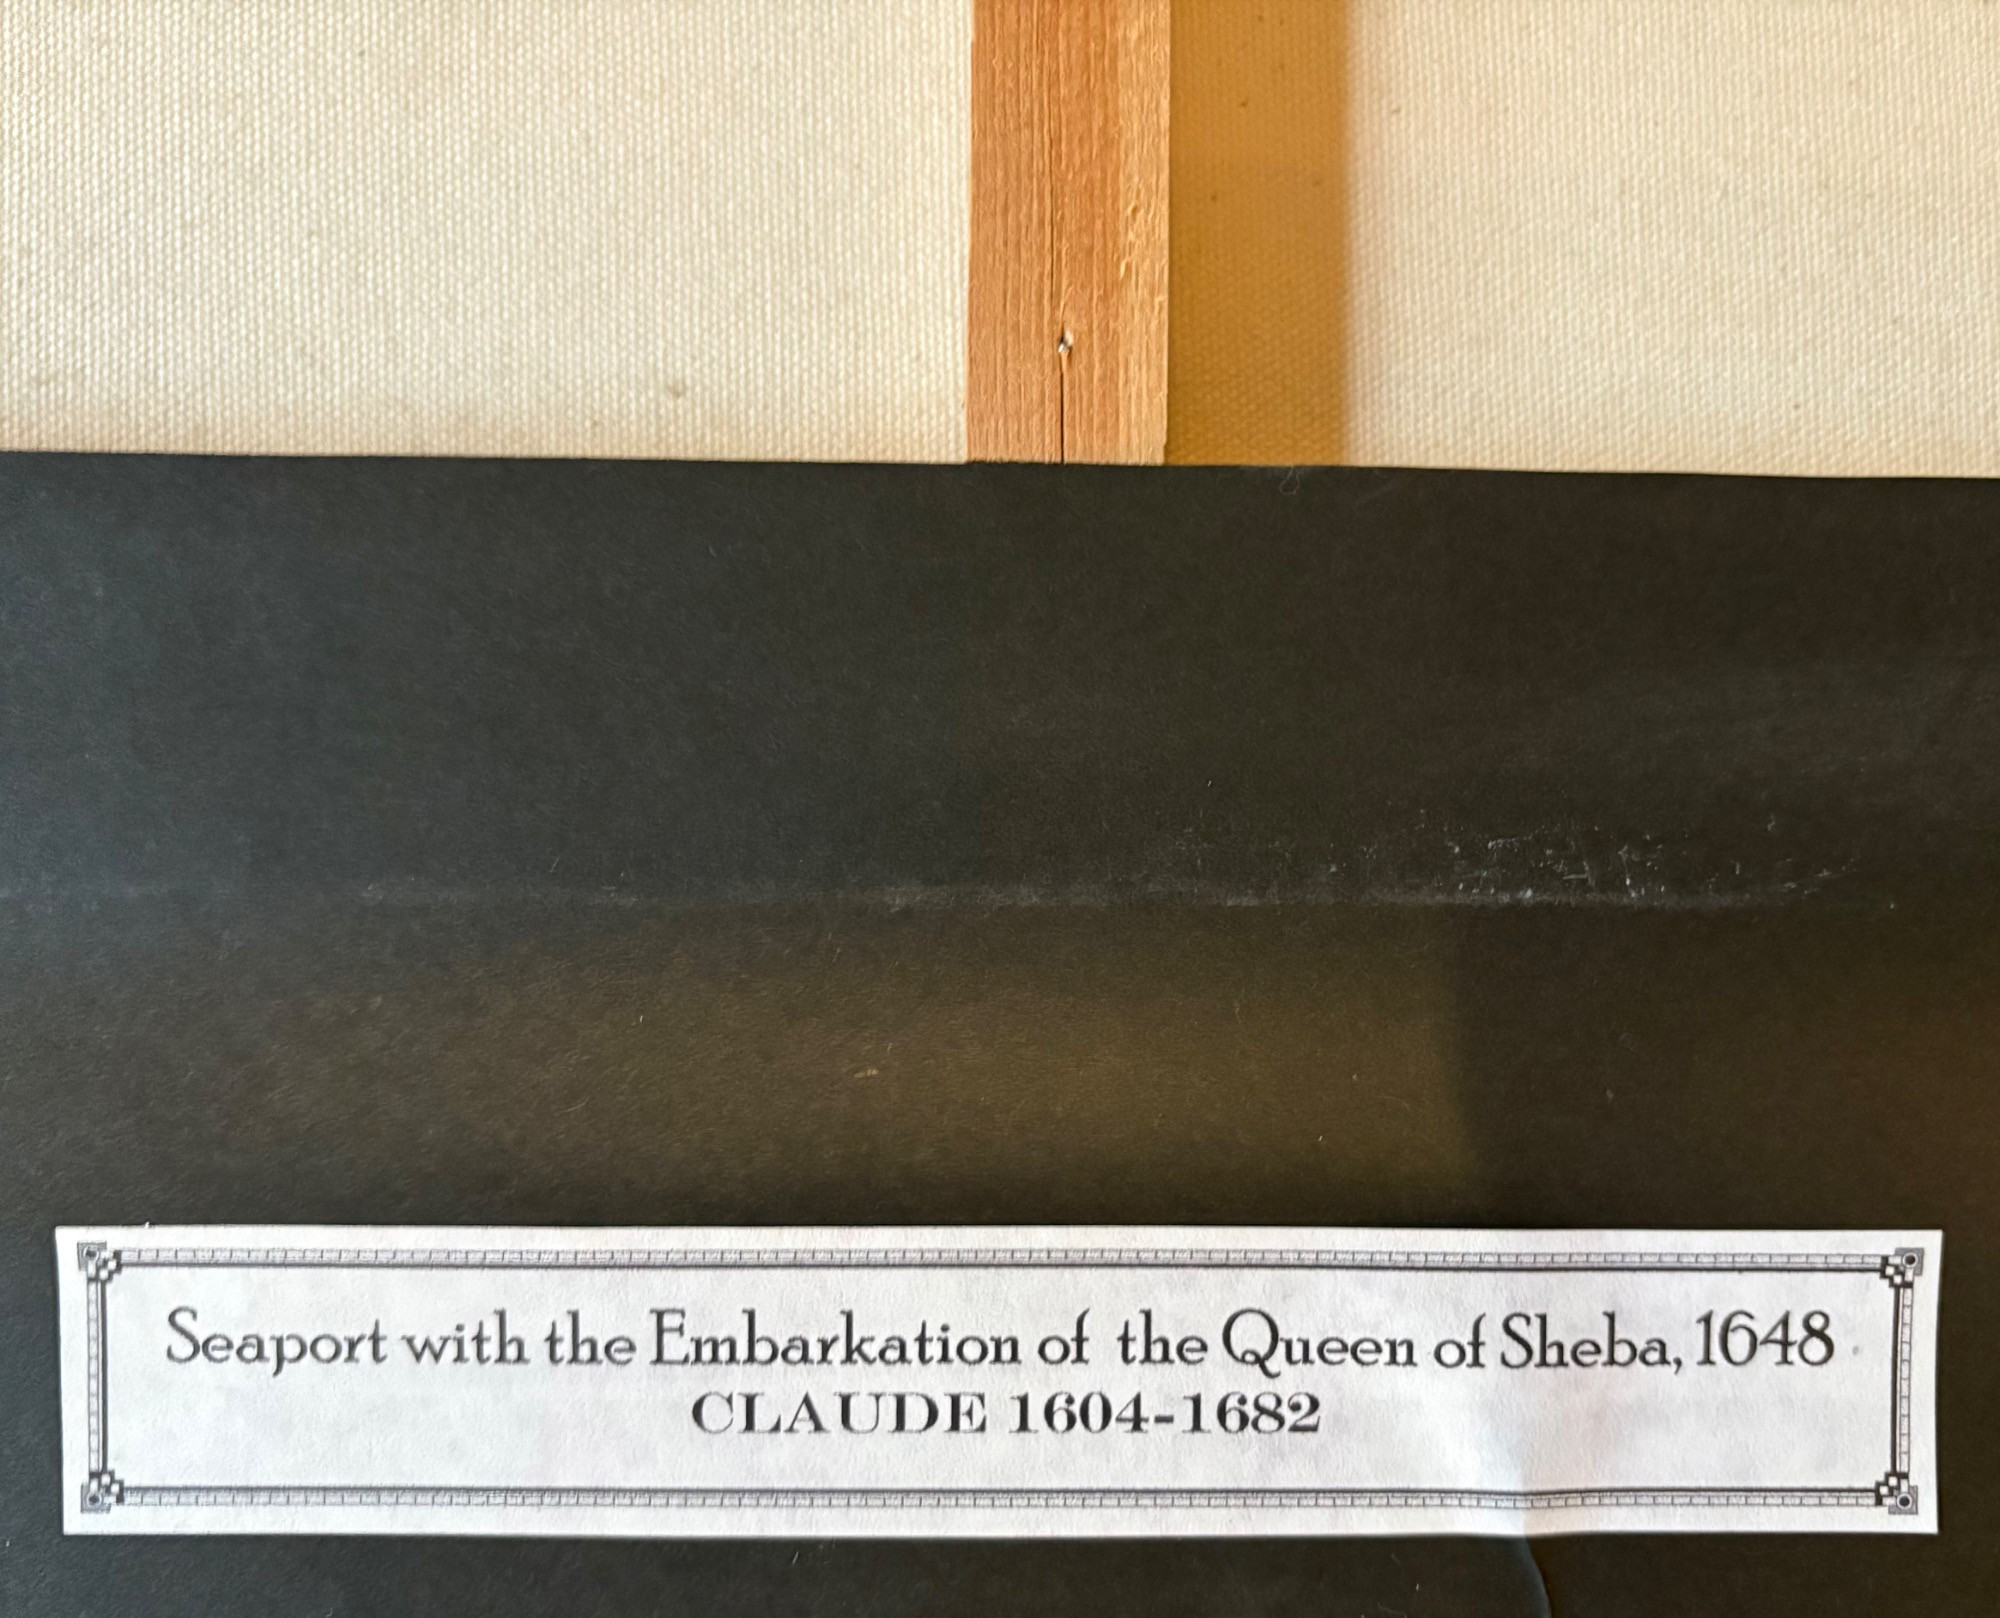 Seaport with the Embarkation of the Queen of Sheba, 1648
CLAUDE 1604-1682